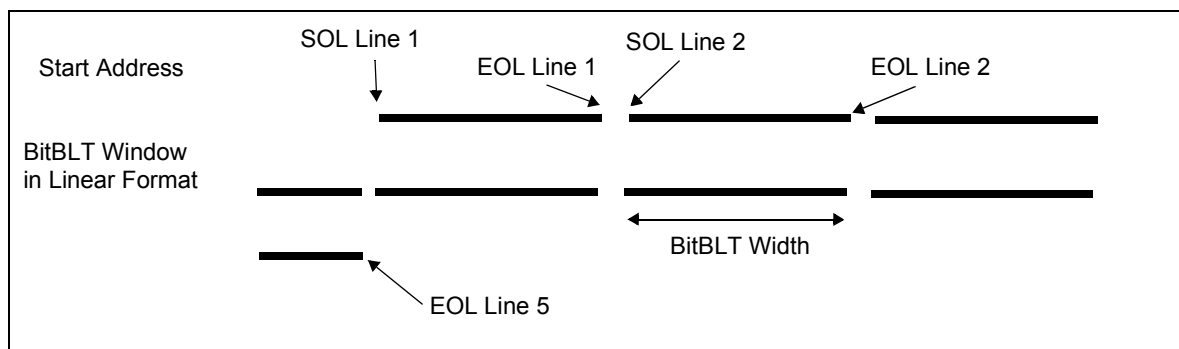 SOL Line 1
SOL Line 2
Start Address
EOL Line 1
EOL Line 2
BitBLT Window
in Linear Format
BitBLT Width
EOL Line 5